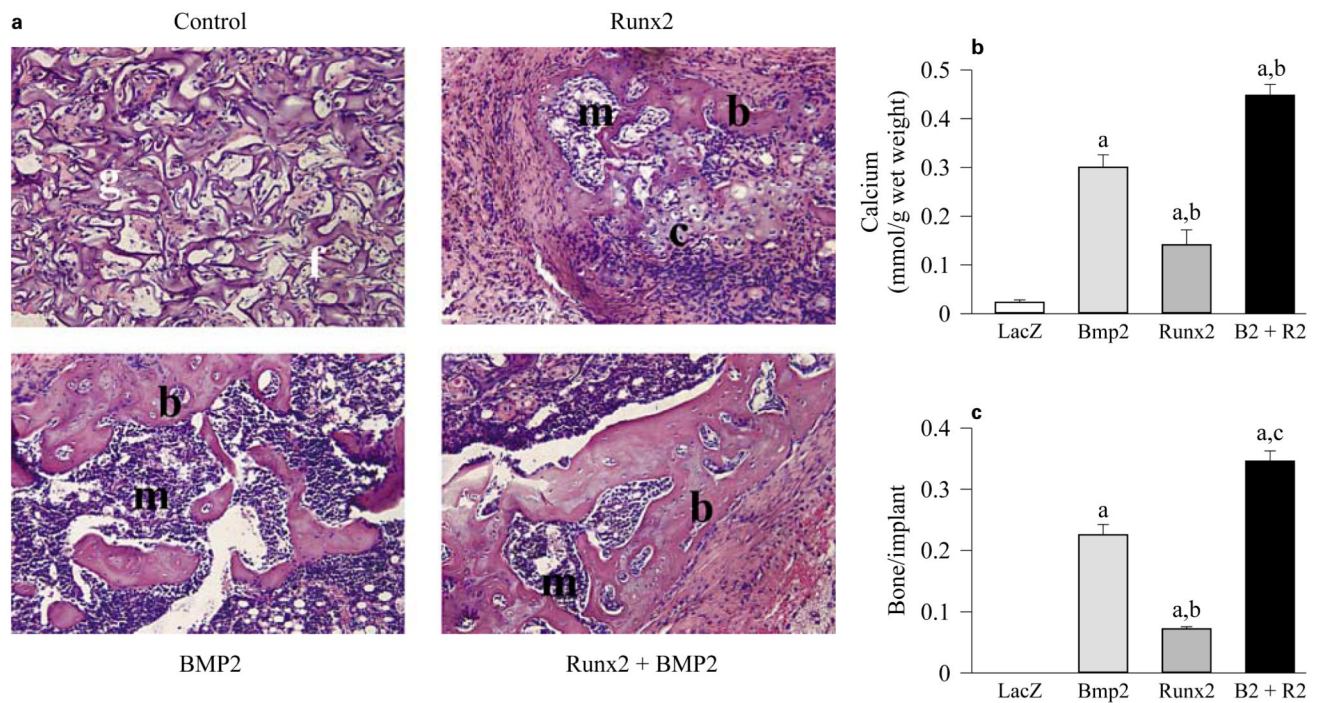 a
Control
Runx2
g
f
m
b
c
b
m
b
m
BMP2
Runx2 + BMP2
b
Calcium
(mmol/g wet weight)
0.5
0.4
0.3
0.2
0.1
0
a
a,b
a,b
LacZ
Bmp2
Runx2
B2 + R2
c
Bone/implant
0.4
0.3
0.2
0.1
0
a
a,b
a,c
LacZ
Bmp2
Runx2
B2 + R2